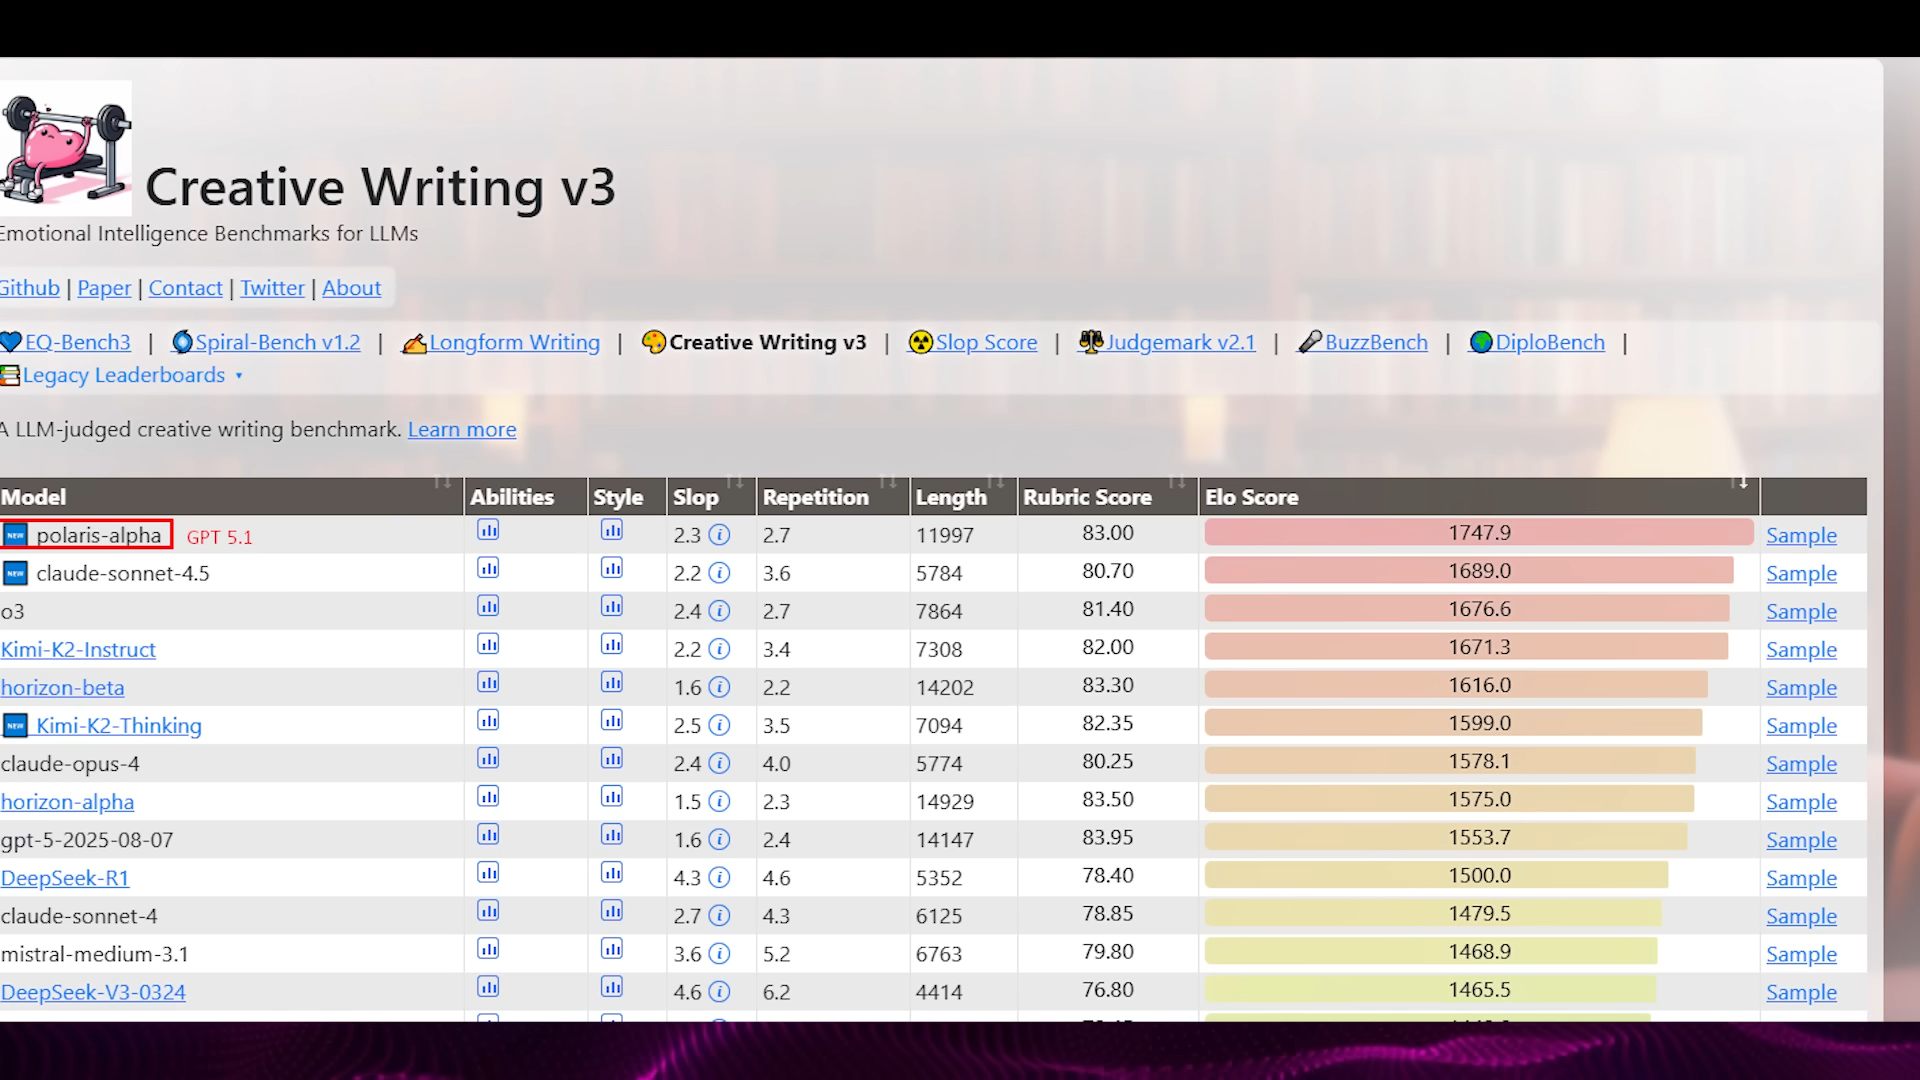 Creative Writing v3
Emotional Intelligence Benchmarks for LLMs
Github | Paper | Contact | Twitter | About
EQ-Bench3 | Spiral-Bench v1.2 | Longform Writing | Creative Writing v3 | Slop Score | Judgemark v2.1 | BuzzBench | DiploBench |
Legacy Leaderboards
A LLM-judged creative writing benchmark. Learn more
Model Abilities Style Slop Repetition Length Rubric Score Elo Score
NEW polaris-alpha GPT 5.1 2.3 2.7 11997 83.00 1747.9 Sample
NEW claude-sonnet-4.5 2.2 3.6 5784 80.70 1689.0 Sample
o3 2.4 2.7 7864 81.40 1676.6 Sample
Kimi-K2-Instruct 2.2 3.4 7308 82.00 1671.3 Sample
horizon-beta 1.6 2.2 14202 83.30 1616.0 Sample
NEW Kimi-K2-Thinking 2.5 3.5 7094 82.35 1599.0 Sample
claude-opus-4 2.4 4.0 5774 80.25 1578.1 Sample
horizon-alpha 1.5 2.3 14929 83.50 1575.0 Sample
gpt-5-2025-08-07 1.6 2.4 14147 83.95 1553.7 Sample
DeepSeek-R1 4.3 4.6 5352 78.40 1500.0 Sample
claude-sonnet-4 2.7 4.3 6125 78.85 1479.5 Sample
mistral-medium-3.1 3.6 5.2 6763 79.80 1468.9 Sample
DeepSeek-V3-0324 4.6 6.2 4414 76.80 1465.5 Sample